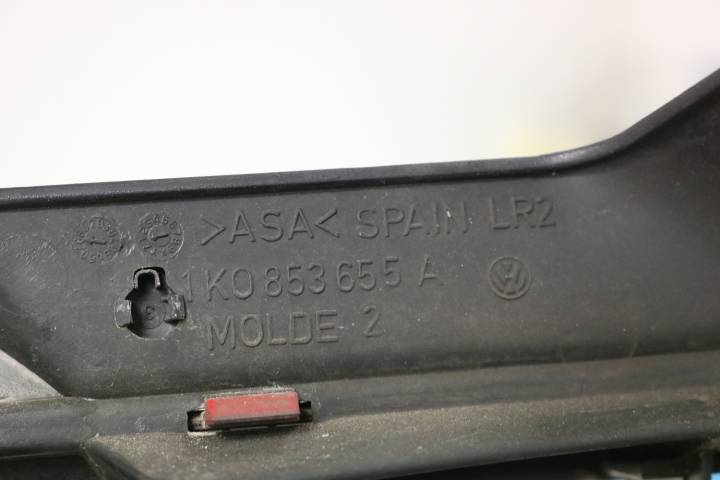 >ASA< SPAIN LR2
1K0 853 655 A
MOLDE 2